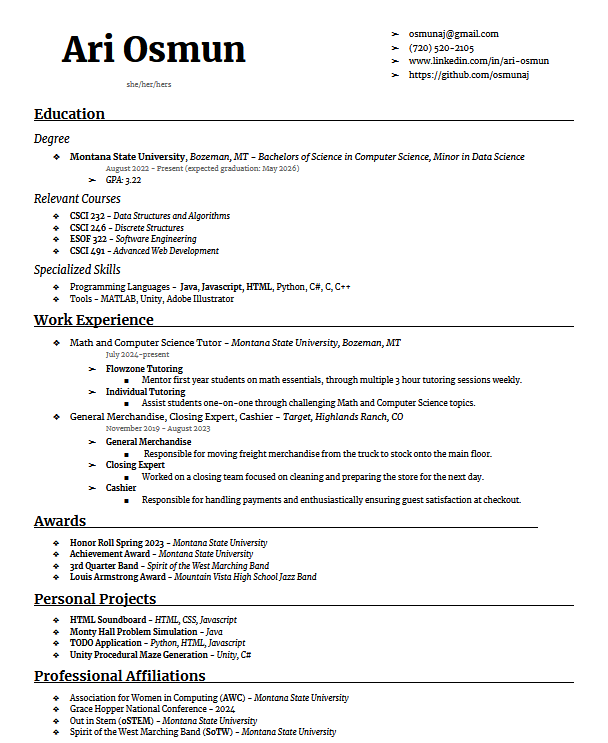 Ari Osmun
she/her/hers
➢ osmunaj@gmail.com
➢ (720) 520-2105
➢ www.linkedin.com/in/ari-osmun
➢ https://github.com/osmunaj
Education
Degree
❖ Montana State University, Bozeman, MT - Bachelors of Science in Computer Science, Minor in Data Science
August 2022 - Present (expected graduation: May 2026)
➢ GPA: 3.22
Relevant Courses
❖ CSCI 232 - Data Structures and Algorithms
❖ CSCI 246 - Discrete Structures
❖ ESOF 322 - Software Engineering
❖ CSCI 491 - Advanced Web Development
Specialized Skills
❖ Programming Languages - Java, Javascript, HTML, Python, C#, C, C++
❖ Tools - MATLAB, Unity, Adobe Illustrator
Work Experience
❖ Math and Computer Science Tutor - Montana State University, Bozeman, MT
July 2024-present
➢ Flowzone Tutoring
■ Mentor first year students on math essentials, through multiple 3 hour tutoring sessions weekly.
➢ Individual Tutoring
■ Assist students one-on-one through challenging Math and Computer Science topics.
❖ General Merchandise, Closing Expert, Cashier - Target, Highlands Ranch, CO
November 2019 - August 2023
➢ General Merchandise
■ Responsible for moving freight merchandise from the truck to stock onto the main floor.
➢ Closing Expert
■ Worked on a closing team focused on cleaning and preparing the store for the next day.
➢ Cashier
■ Responsible for handling payments and enthusiastically ensuring guest satisfaction at checkout.
Awards
❖ Honor Roll Spring 2023 - Montana State University
❖ Achievement Award - Montana State University
❖ 3rd Quarter Band - Spirit of the West Marching Band
❖ Louis Armstrong Award - Mountain Vista High School Jazz Band
Personal Projects
❖ HTML Soundboard - HTML, CSS, Javascript
❖ Monty Hall Problem Simulation - Java
❖ TODO Application - Python, HTML, Javascript
❖ Unity Procedural Maze Generation - Unity, C#
Professional Affiliations
❖ Association for Women in Computing (AWC) - Montana State University
❖ Grace Hopper National Conference - 2024
❖ Out in Stem (oSTEM) - Montana State University
❖ Spirit of the West Marching Band (SoTW) - Montana State University